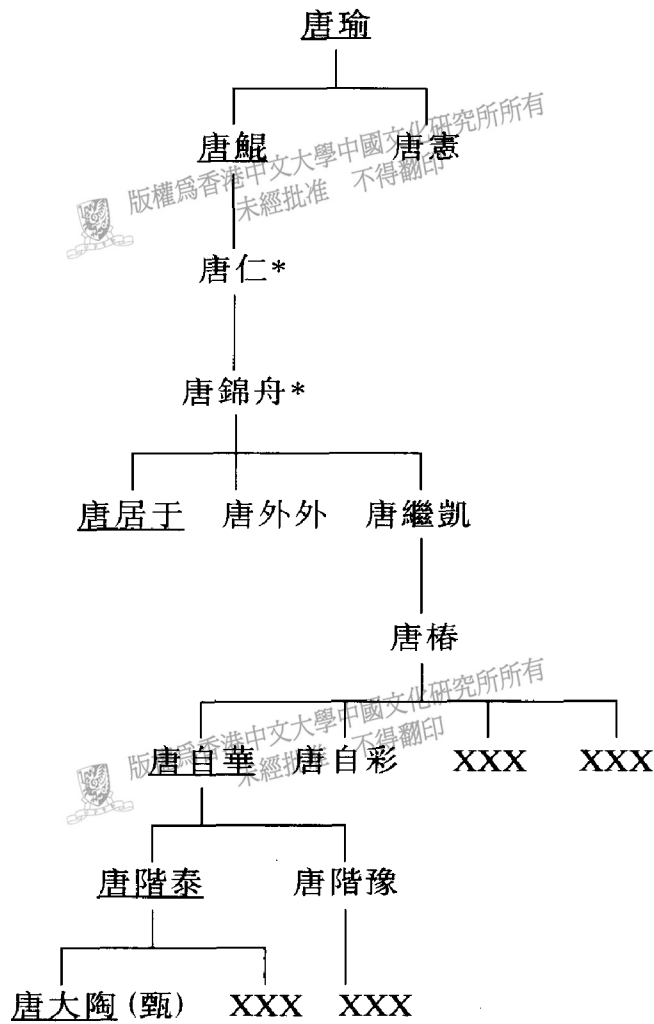 唐瑜
唐鯤 唐憲
版權爲香港中文大學中國文化研究所所有
未經批准 不得翻印
唐仁*
唐錦舟*
唐居于 唐外外 唐繼凱
唐椿
版權爲香港中文大學中國文化研究所所有
未經批准 不得翻印
唐自華 唐自彩 XXX XXX
唐階泰 唐階豫
唐大陶(甄) XXX XXX